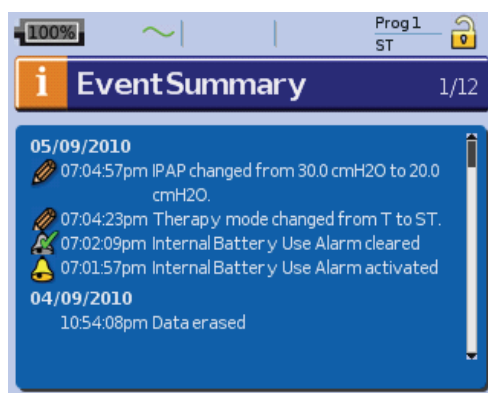 100%
Prog 1
ST
i
Event Summary
1/12
05/09/2010
07:04:57pm IPAP changed from 30.0 cmH2O to 20.0
cmH2O.
07:04:23pm Therapy mode changed from T to ST.
07:02:09pm Internal Battery Use Alarm cleared
07:01:57pm Internal Battery Use Alarm activated
04/09/2010
10:54:08pm Data erased